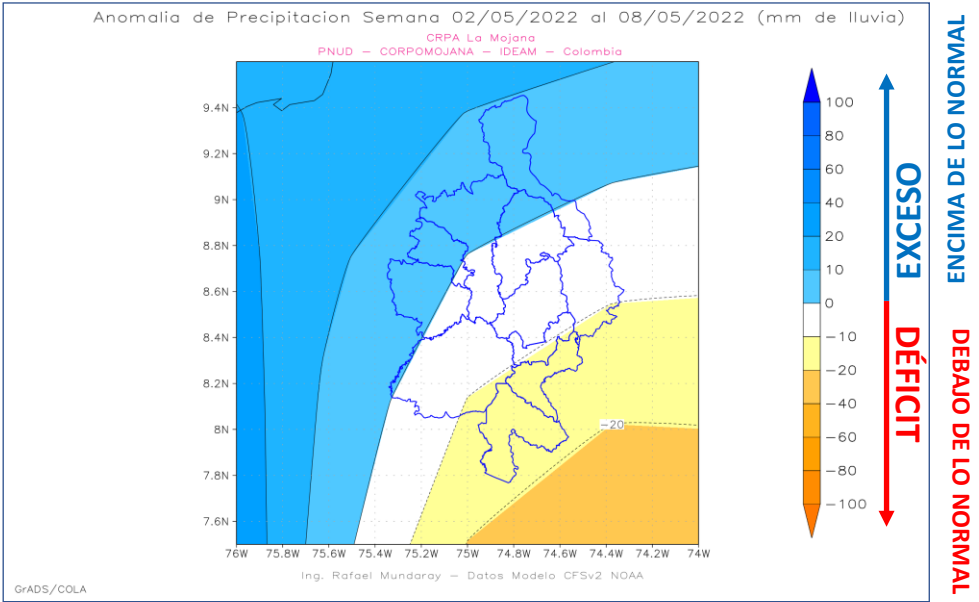 Anomalia de Precipitacion Semana 02/05/2022 al 08/05/2022 (mm de lluvia)
CRPA La Mojana
PNUD – CORPOMOJANA – IDEAM – Colombia
9.4N
9.2N
9N
8.8N
8.6N
8.4N
8.2N
8N
7.8N
7.6N
76W 75.8W 75.6W 75.4W 75.2W 75W 74.8W 74.6W 74.4W 74.2W 74W
−20
100
80
60
40
20
10
0
−10
−20
−40
−60
−80
−100
EXCESO
DÉFICIT
ENCIMA DE LO NORMAL
DEBAJO DE LO NORMAL
Ing. Rafael Mundaray – Datos Modelo CFSv2 NOAA
GrADS/COLA